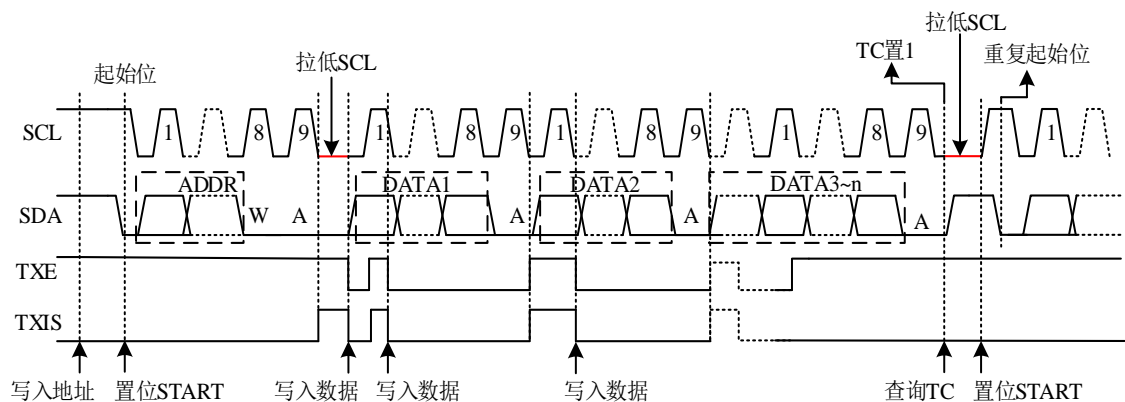 拉低SCL
TC置1
起始位
拉低SCL
重复起始位
SCL 1 8 9 1 8 9 1 8 9 1 8 9 1
ADDR DATA1 DATA2 DATA3~n
SDA W A A A A
TXE
TXIS
写入地址 置位START 写入数据 写入数据 写入数据 查询TC 置位START